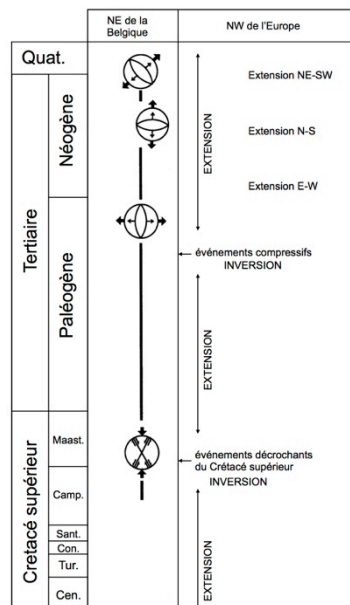 NE de la
Belgique
NW de l'Europe
Quat.
Extension NE-SW
Tertiaire
Néogène
EXTENSION
Extension N-S
Extension E-W
Paléogène
événements compressifs
INVERSION
EXTENSION
Cretacé supérieur
Maast.
événements décrochants
du Crétacé supérieur
INVERSION
Camp.
EXTENSION
Sant.
Con.
Tur.
Cen.